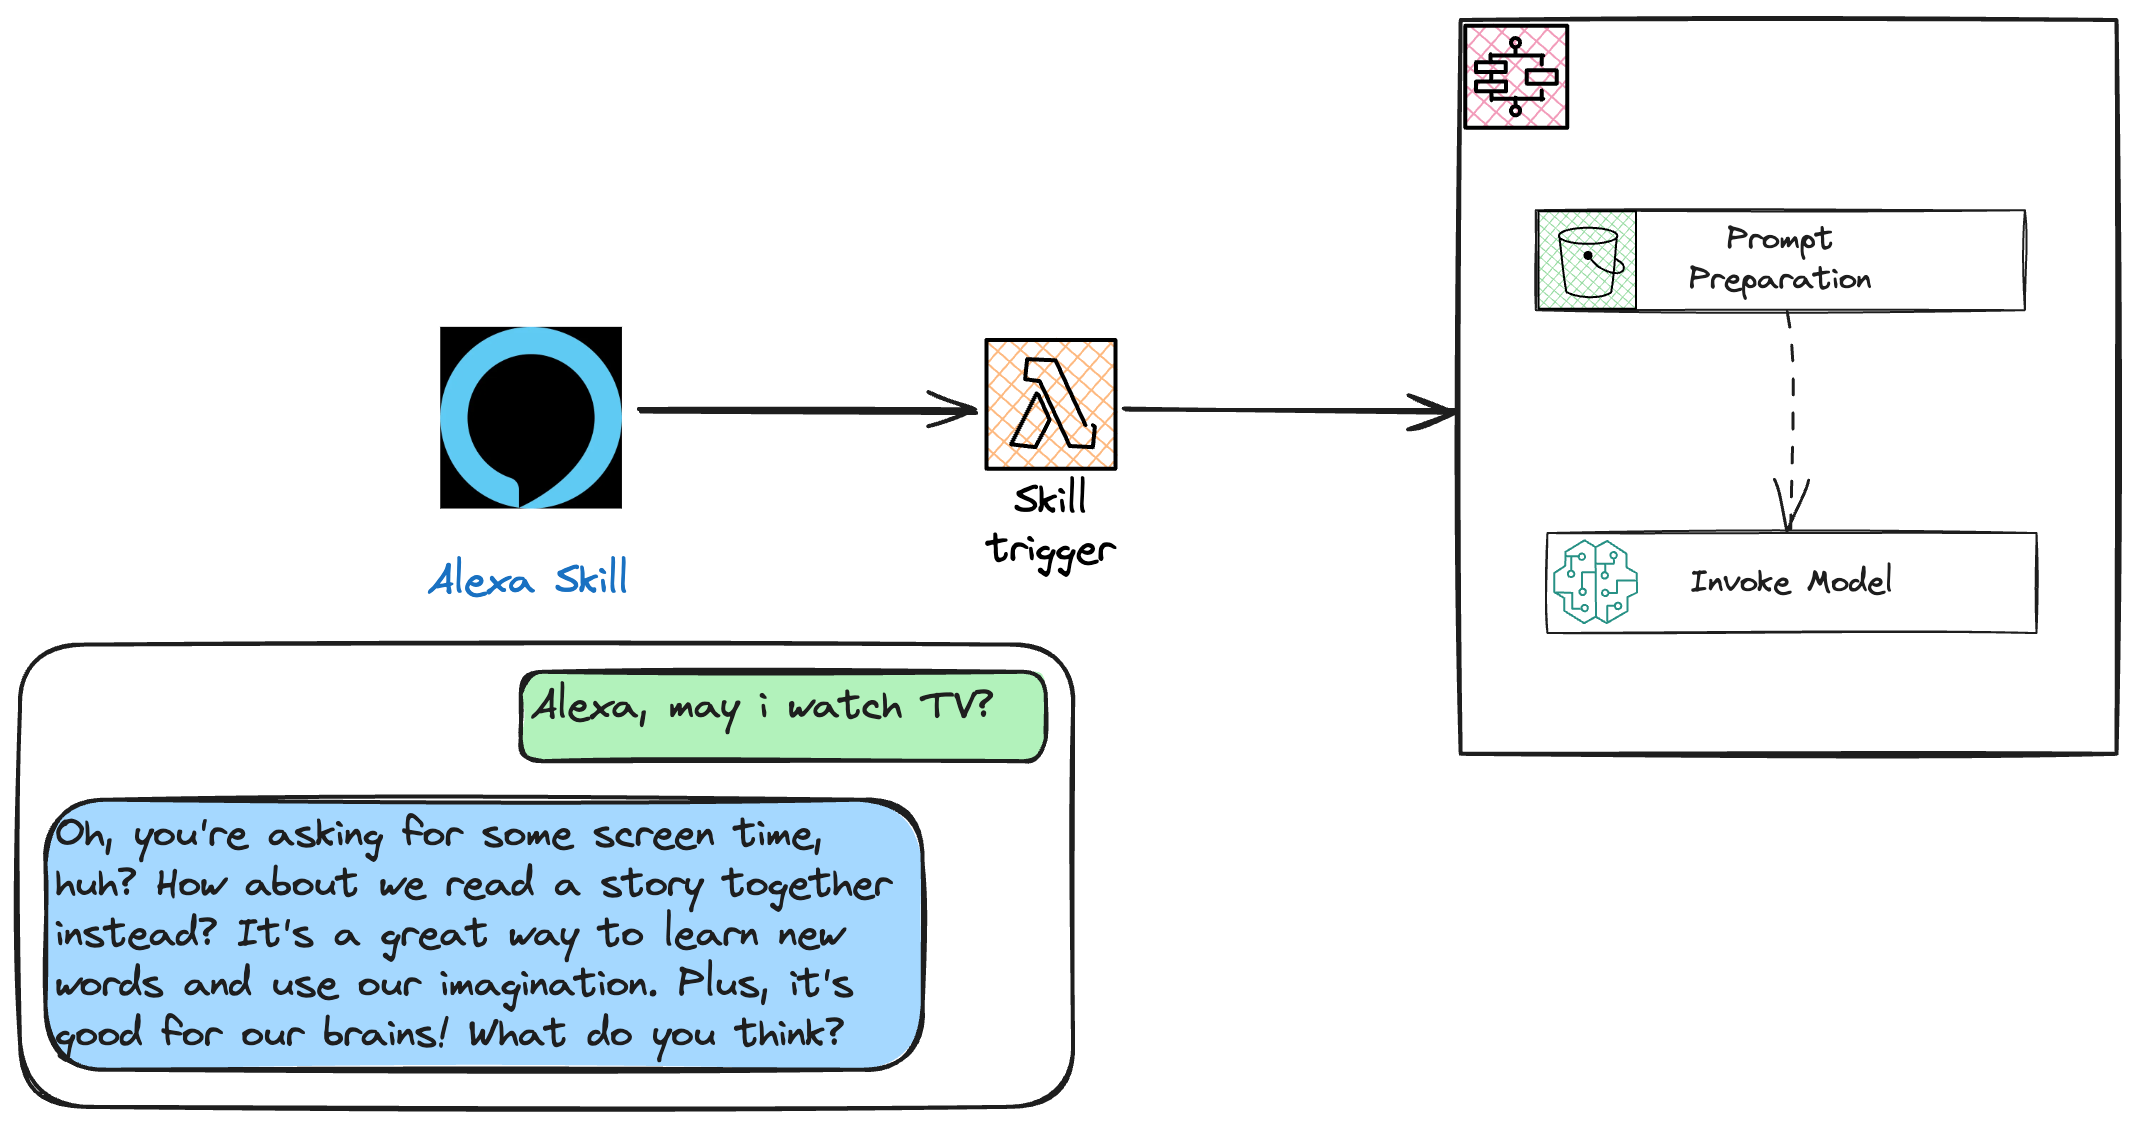 Prompt
Preparation
Skill
trigger
Alexa Skill
Invoke Model
Alexa, may i watch TV?
Oh, you're asking for some screen time,
huh? How about we read a story together
instead? It's a great way to learn new
words and use our imagination. Plus, it's
good for our brains! What do you think?